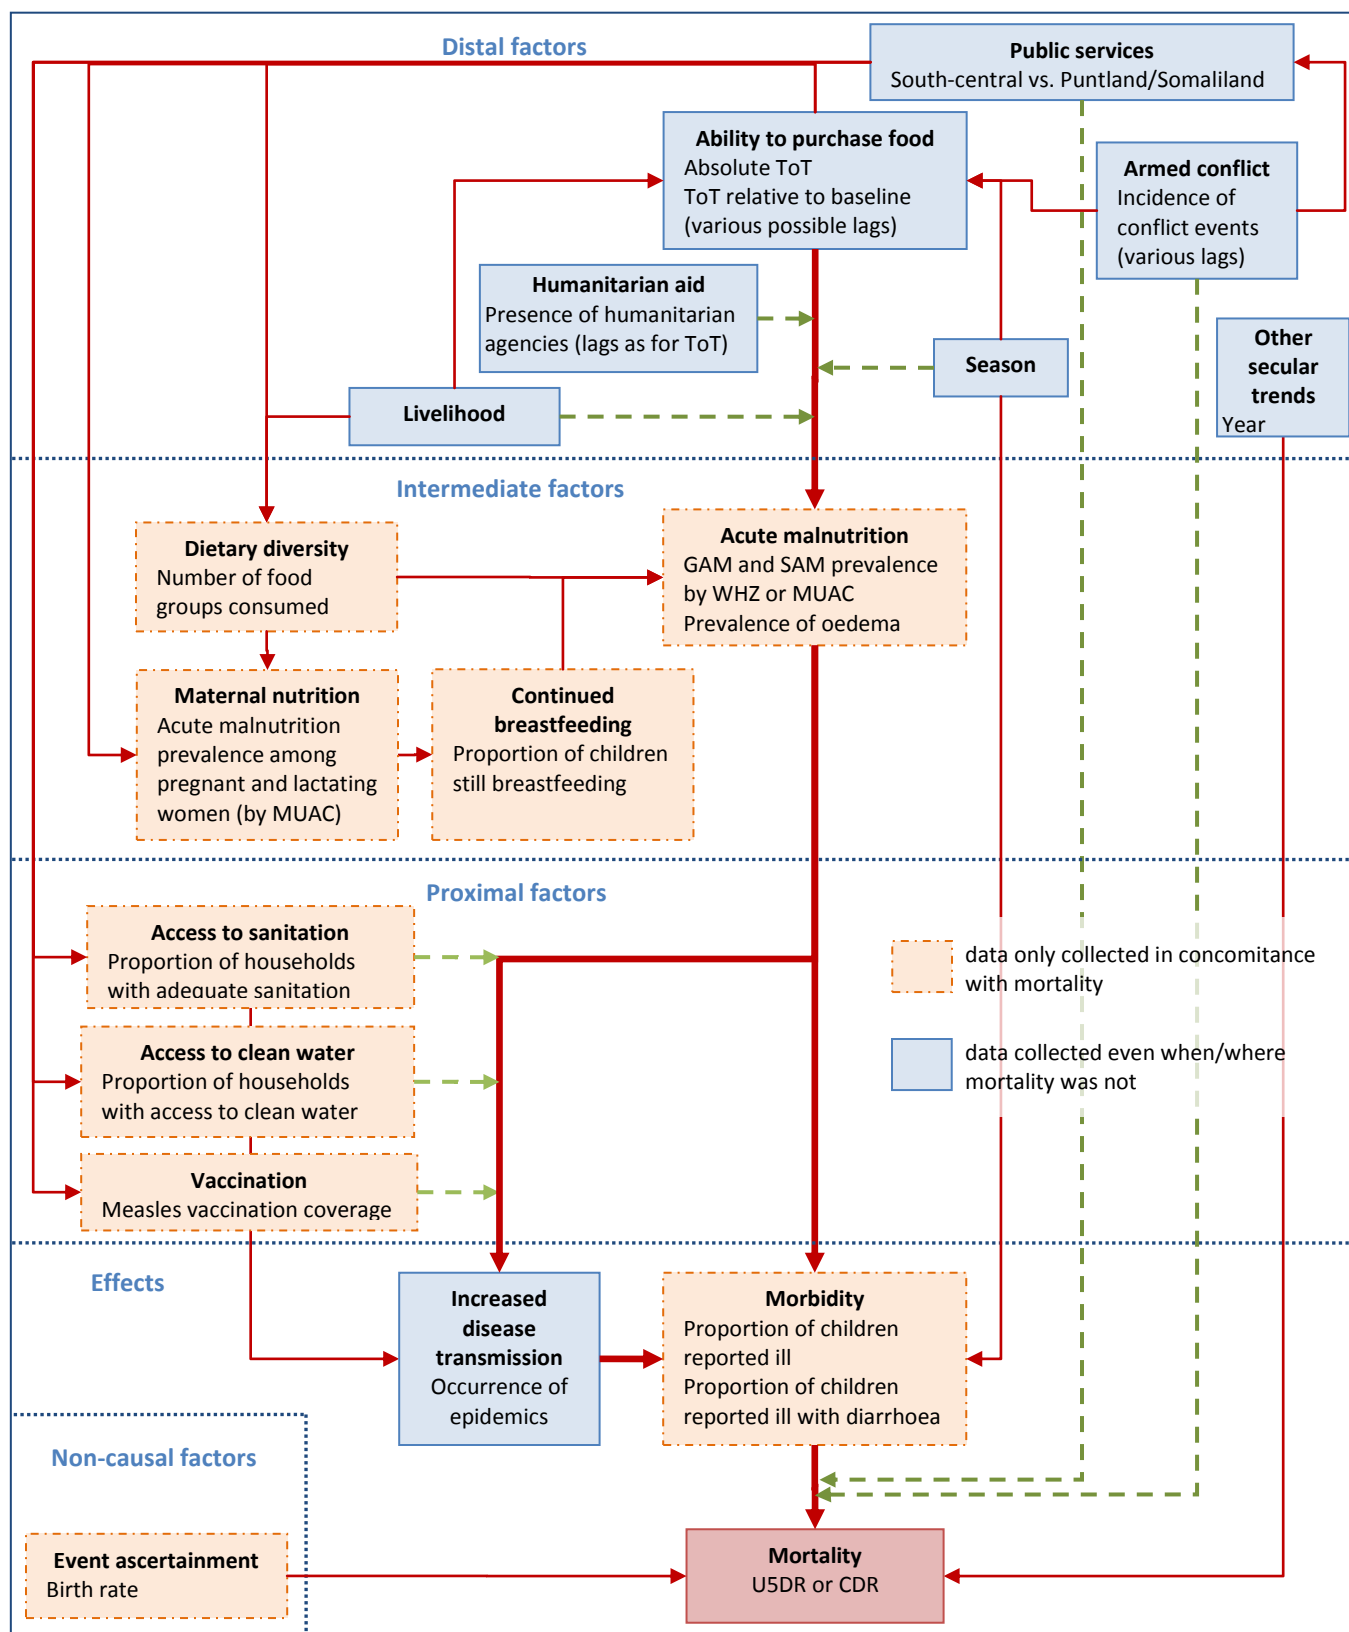 Distal factors
Public services
South-central vs. Puntland/Somaliland
Ability to purchase food
Absolute ToT
ToT relative to baseline
(various possible lags)
Armed conflict
Incidence of
conflict events
(various lags)
Humanitarian aid
Presence of humanitarian
agencies (lags as for ToT)
Season
Other
secular
trends
Year
Livelihood
Intermediate factors
Dietary diversity
Number of food
groups consumed
Acute malnutrition
GAM and SAM prevalence
by WHZ or MUAC
Prevalence of oedema
Maternal nutrition
Acute malnutrition
prevalence among
pregnant and lactating
women (by MUAC)
Continued
breastfeeding
Proportion of children
still breastfeeding
Proximal factors
Access to sanitation
Proportion of households
with adequate sanitation
data only collected in concomitance
with mortality
Access to clean water
Proportion of households
with access to clean water
data collected even when/where
mortality was not
Vaccination
Measles vaccination coverage
Effects
Increased
disease
transmission
Occurrence of
epidemics
Morbidity
Proportion of children
reported ill
Proportion of children
reported ill with diarrhoea
Non-causal factors
Event ascertainment
Birth rate
Mortality
U5DR or CDR